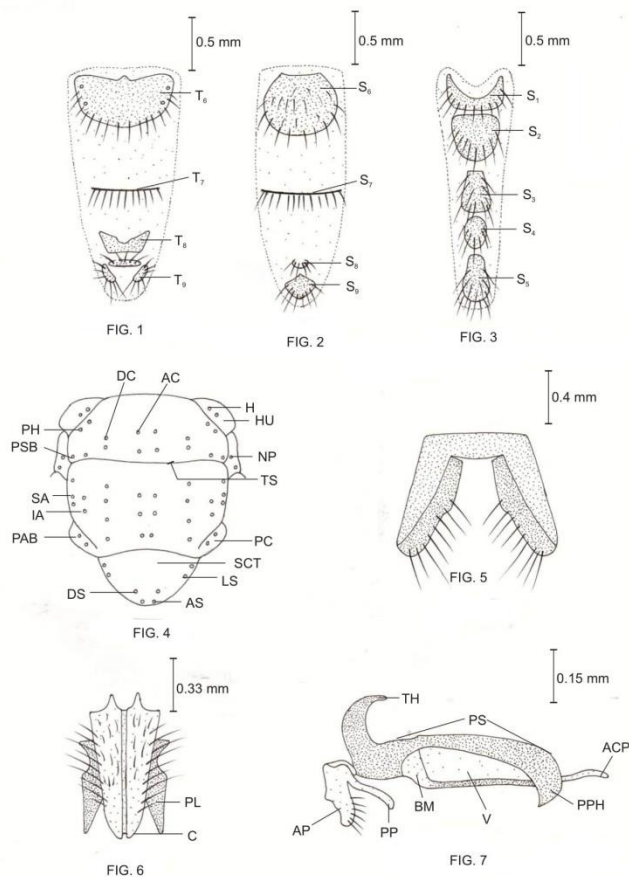 0.5 mm
0.5 mm
0.5 mm
T₆
T₇
T₈
T₉
FIG. 1
S₆
S₇
S₈
S₉
FIG. 2
S₁
S₂
S₃
S₄
S₅
FIG. 3
DC
AC
H
HU
PH
PSB
NP
TS
SA
IA
PAB
PC
SCT
LS
DS
AS
FIG. 4
0.4 mm
FIG. 5
0.33 mm
PL
C
FIG. 6
0.15 mm
TH
PS
ACP
BM
V
PPH
AP
PP
FIG. 7